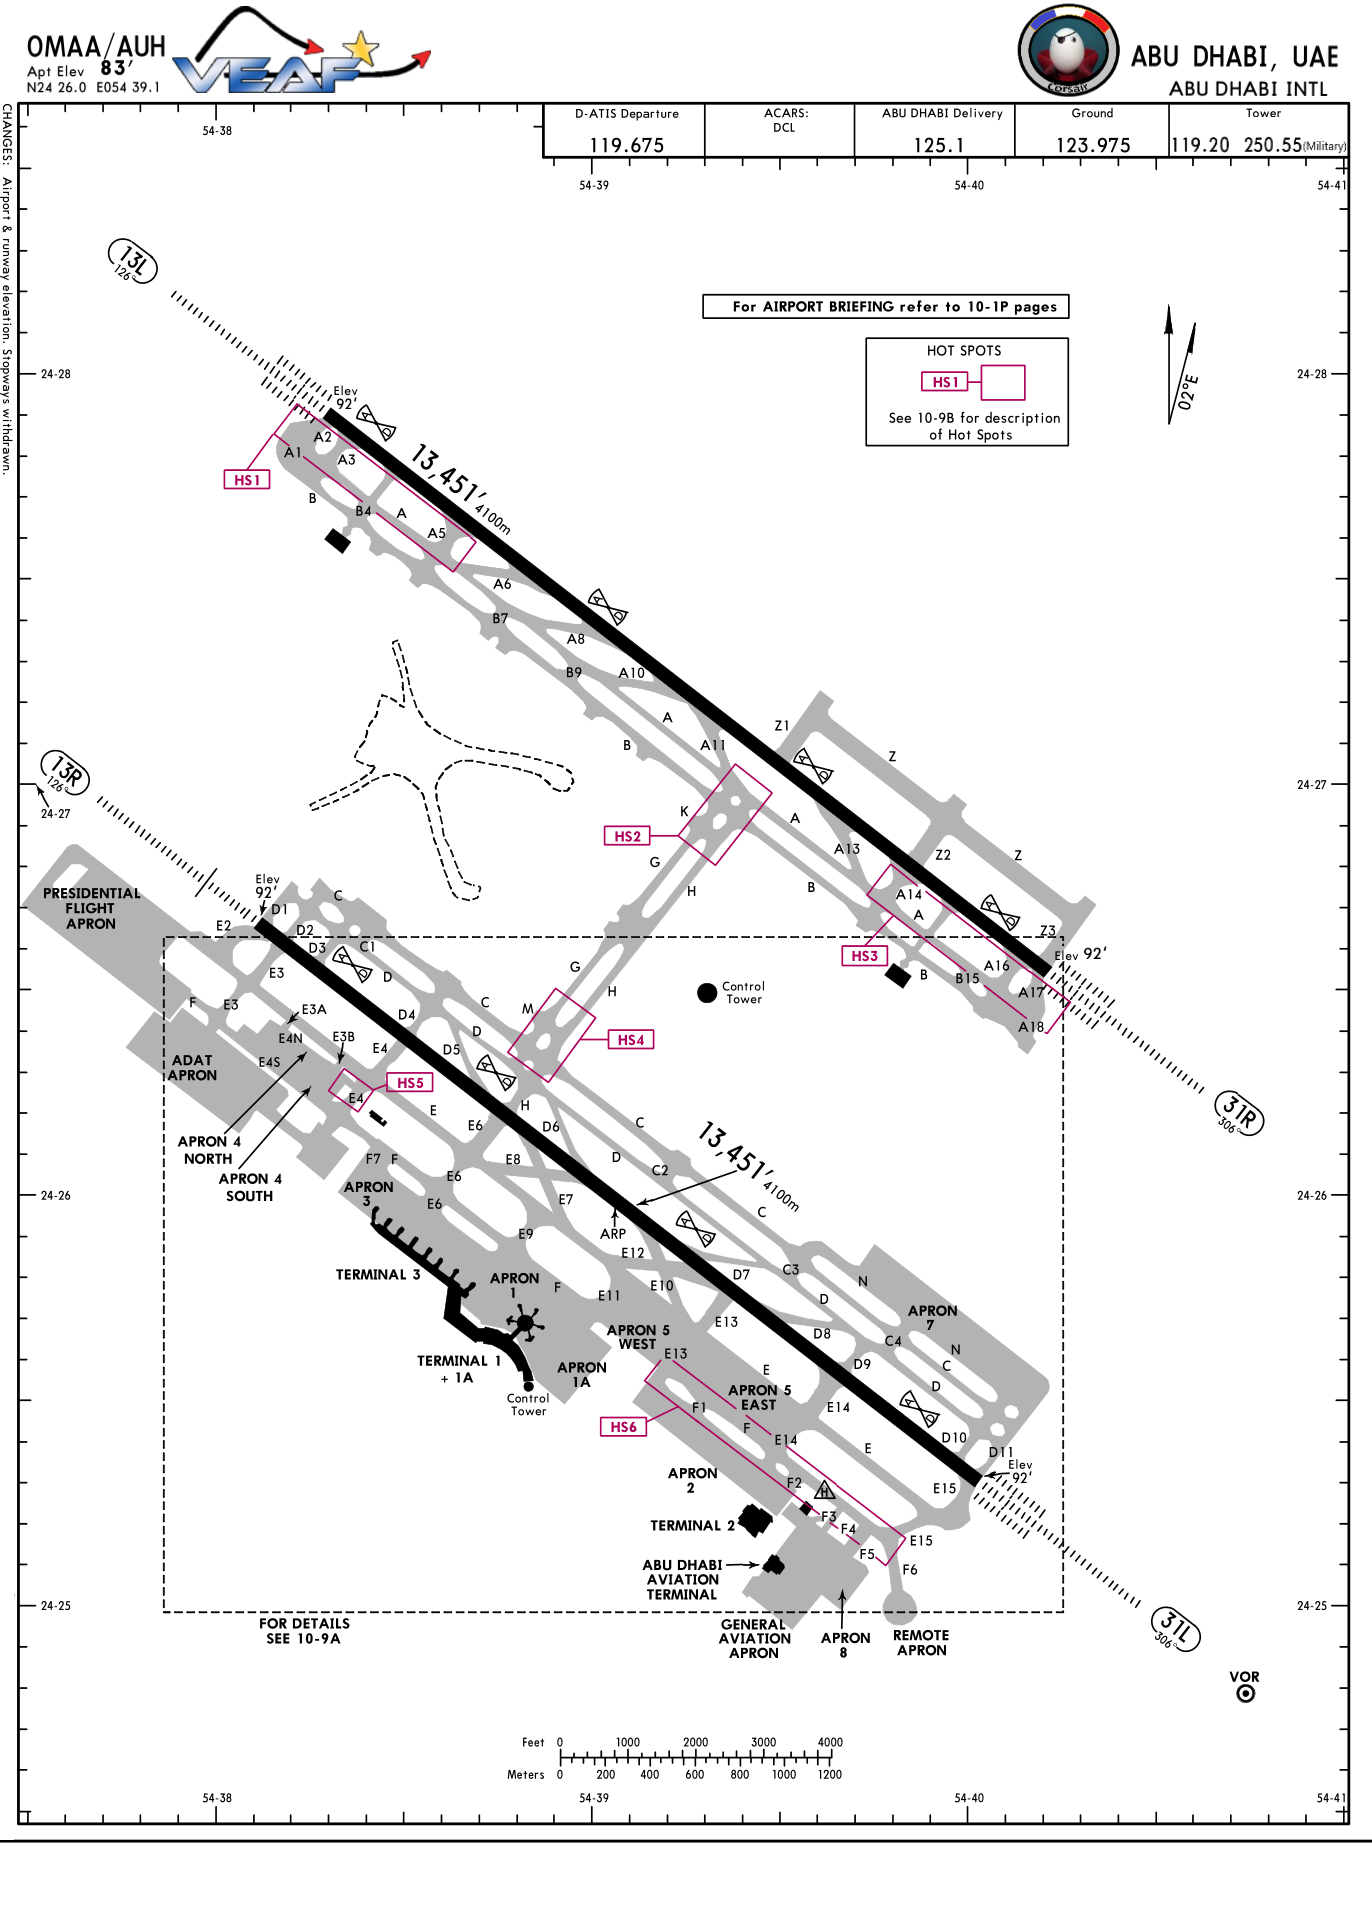 OMAA/AUH
Apt Elev 83'
N24 26.0 E054 39.1
VEAF
Corsair
ABU DHABI, UAE
ABU DHABI INTL
CHANGES: Airport & runway elevation. Stopways withdrawn.
D-ATIS Departure
119.675
ACARS:
DCL
ABU DHABI Delivery
125.1
Ground
123.975
Tower
119.20 250.55(Military)
54-38
54-39
54-40
54-41
13L
126°
For AIRPORT BRIEFING refer to 10-1P pages
HOT SPOTS
HS1
See 10-9B for description
of Hot Spots
02°E
24-28
24-28
Elev
92'
A
D
A2
A1
A3
HS1
B
B4
A
A5
13,451'
4100m
A6
A
D
B7
A8
B9
A10
A
B
A11
Z1
A
D
Z
13R
126°
24-27
24-27
K
HS2
A
A13
Z2
Z
G
H
B
A14
A
A
D
Z3
HS3
Elev 92'
B
B15
A16
A17
A18
PRESIDENTIAL
FLIGHT
APRON
Elev
92'
D1
C
E2
D2
D3
C1
A
D
D
E3
G
H
Control
Tower
F
E3
E3A
D4
C
M
E4N
E3B
E4
D
D5
HS4
ADAT
APRON
E4S
A
D
HS5
E4
E
H
E6
D6
C
31R
306°
APRON 4
NORTH
APRON 4
SOUTH
F7
F
E8
D
C2
13,451'
4100m
E6
APRON
3
E6
E7
24-26
24-26
C
ARP
E9
A
D
E12
TERMINAL 3
APRON
1
F
E11
E10
D7
C3
N
D
APRON
7
E13
D8
C4
APRON 5
WEST
E13
N
TERMINAL 1
+ 1A
APRON
1A
E
D9
C
D
Control
Tower
APRON 5
EAST
F1
E14
A
D
HS6
F
E14
E
D10
D11
Elev
92'
APRON
2
F2
H
E15
TERMINAL 2
F3
F4
F5
E15
F6
ABU DHABI
AVIATION
TERMINAL
24-25
24-25
FOR DETAILS
SEE 10-9A
GENERAL
AVIATION
APRON
APRON
8
REMOTE
APRON
31L
306°
VOR
Feet 0 1000 2000 3000 4000
Meters 0 200 400 600 800 1000 1200
54-38
54-39
54-40
54-41